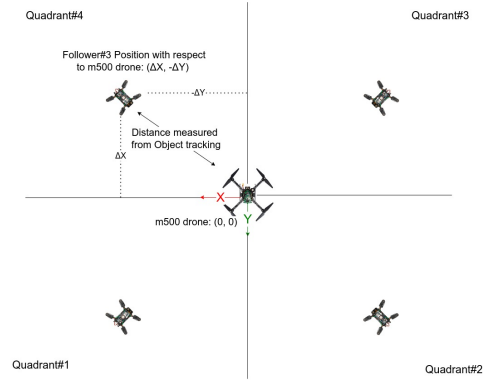 Quadrant#4
Quadrant#3
Follower#3 Position with respect
to m500 drone: (ΔX, -ΔY)
-ΔY
Distance measured
from Object tracking
ΔX
X
m500 drone: (0, 0)
Y
Quadrant#1
Quadrant#2